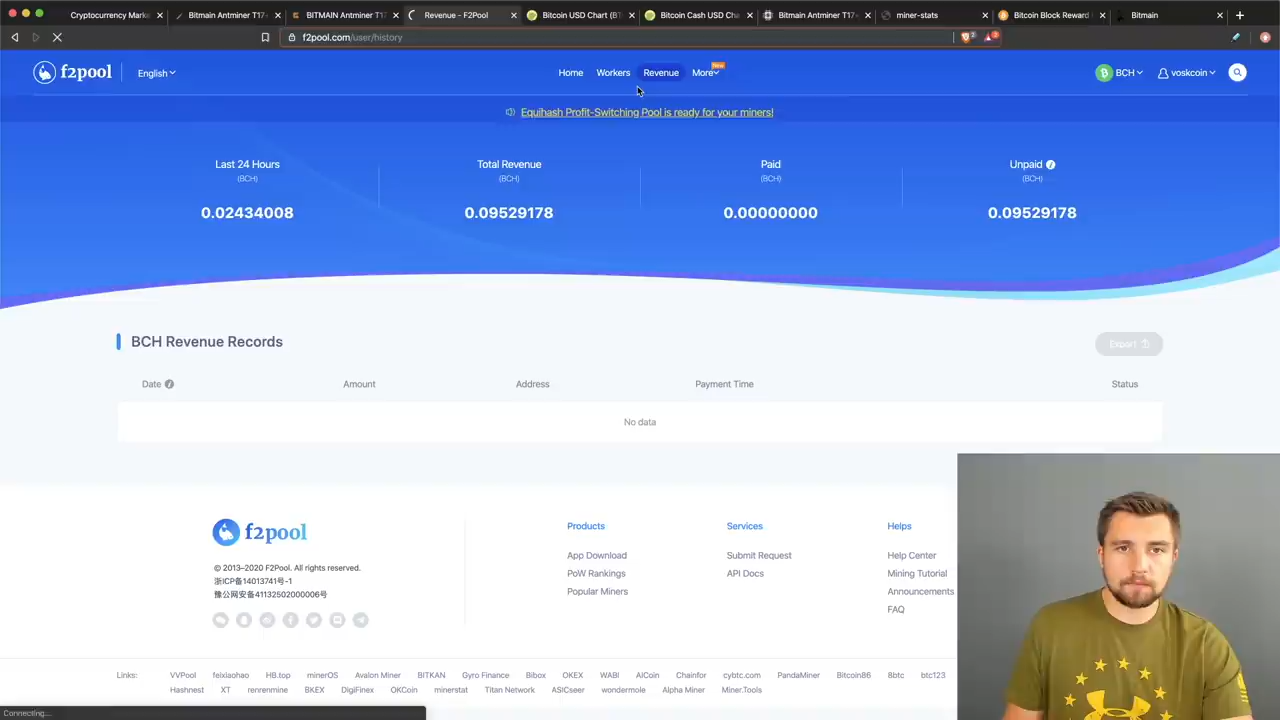 Cryptocurrency Marke
Bitmain Antminer T17
BITMAIN Antminer T17
Revenue - F2Pool
Bitcoin USD Chart (BT
Bitcoin Cash USD Cha
Bitmain Antminer T17+
miner-stats
Bitcoin Block Reward
Bitmain
f2pool.com/user/history
f2pool
English
Home
Workers
Revenue
More
New
BCH
voskcoin
Equihash Profit-Switching Pool is ready for your miners!
Last 24 Hours
(BCH)
0.02434008
Total Revenue
(BCH)
0.09529178
Paid
(BCH)
0.00000000
Unpaid
(BCH)
0.09529178
BCH Revenue Records
Export
Date
Amount
Address
Payment Time
Status
No data
f2pool
© 2013–2020 F2Pool. All rights reserved.
浙ICP备14013741号-1
豫公网安备41132502000006号
Products
App Download
PoW Rankings
Popular Miners
Services
Submit Request
API Docs
Helps
Help Center
Mining Tutorial
Announcements
FAQ
Links: VVPool feixiaohao HB.top minerOS Avalon Miner BITKAN Gyro Finance Bibox OKEX WABI AICoin Chainfor cybtc.com PandaMiner Bitcoin86 8btc btc123
Hashnest XT renrenmine BKEX DigiFinex OKCoin minerstat Titan Network ASICseer wondermole Alpha Miner Miner.Tools
Connecting...